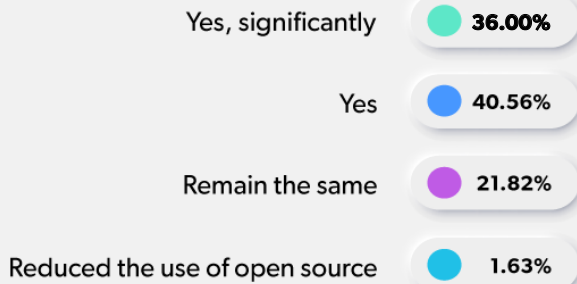 Yes, significantly 36.00%
Yes 40.56%
Remain the same 21.82%
Reduced the use of open source 1.63%